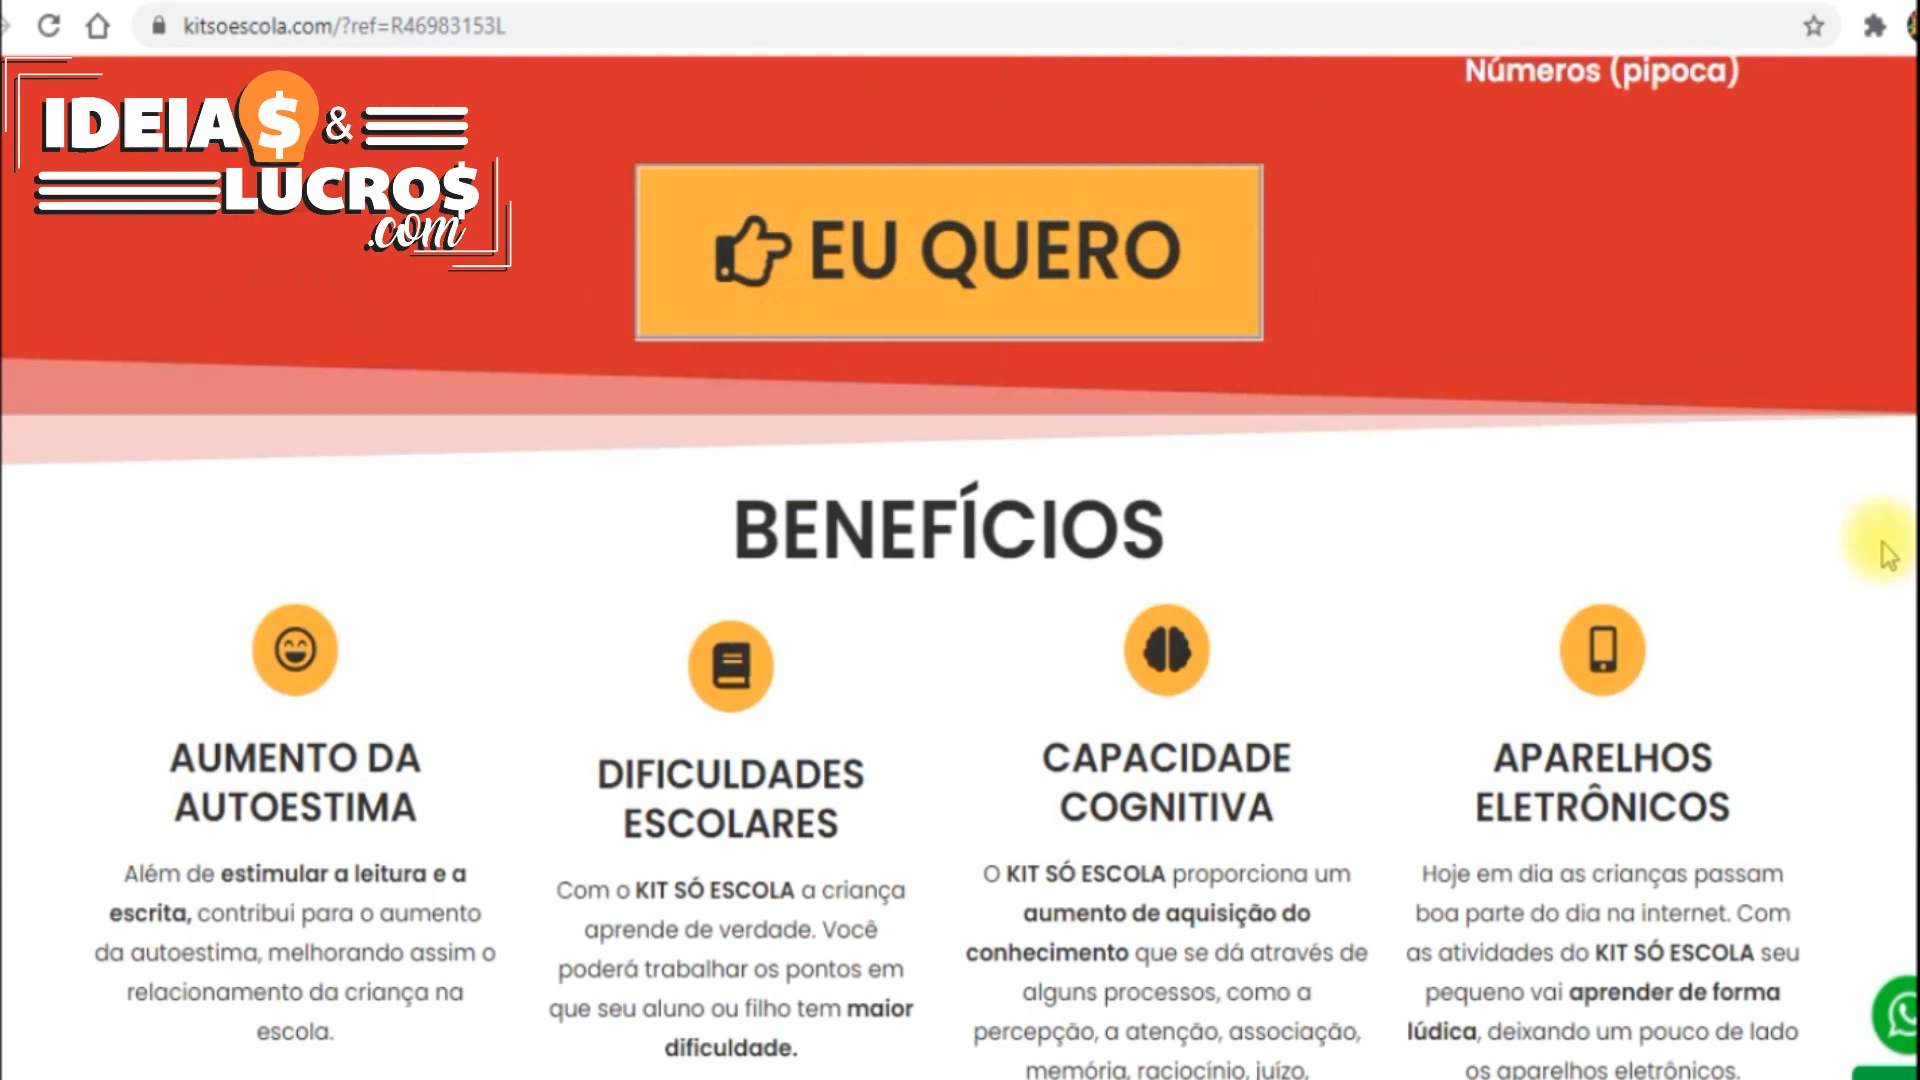 kitsoescola.com/?ref=R46983153L
Números (pipoca)
IDEIA$ &
LUCRO$
.com
EU QUERO
BENEFÍCIOS
AUMENTO DA
AUTOESTIMA
Além de estimular a leitura e a
escrita, contribui para o aumento
da autoestima, melhorando assim o
relacionamento da criança na
escola.
DIFICULDADES
ESCOLARES
Com o KIT SÓ ESCOLA a criança
aprende de verdade. Você
poderá trabalhar os pontos em
que seu aluno ou filho tem maior
dificuldade.
CAPACIDADE
COGNITIVA
O KIT SÓ ESCOLA proporciona um
aumento de aquisição do
conhecimento que se dá através de
alguns processos, como a
percepção, a atenção, associação,
memória, raciocínio, juízo,
APARELHOS
ELETRÔNICOS
Hoje em dia as crianças passam
boa parte do dia na internet. Com
as atividades do KIT SÓ ESCOLA seu
pequeno vai aprender de forma
lúdica, deixando um pouco de lado
os aparelhos eletrônicos.